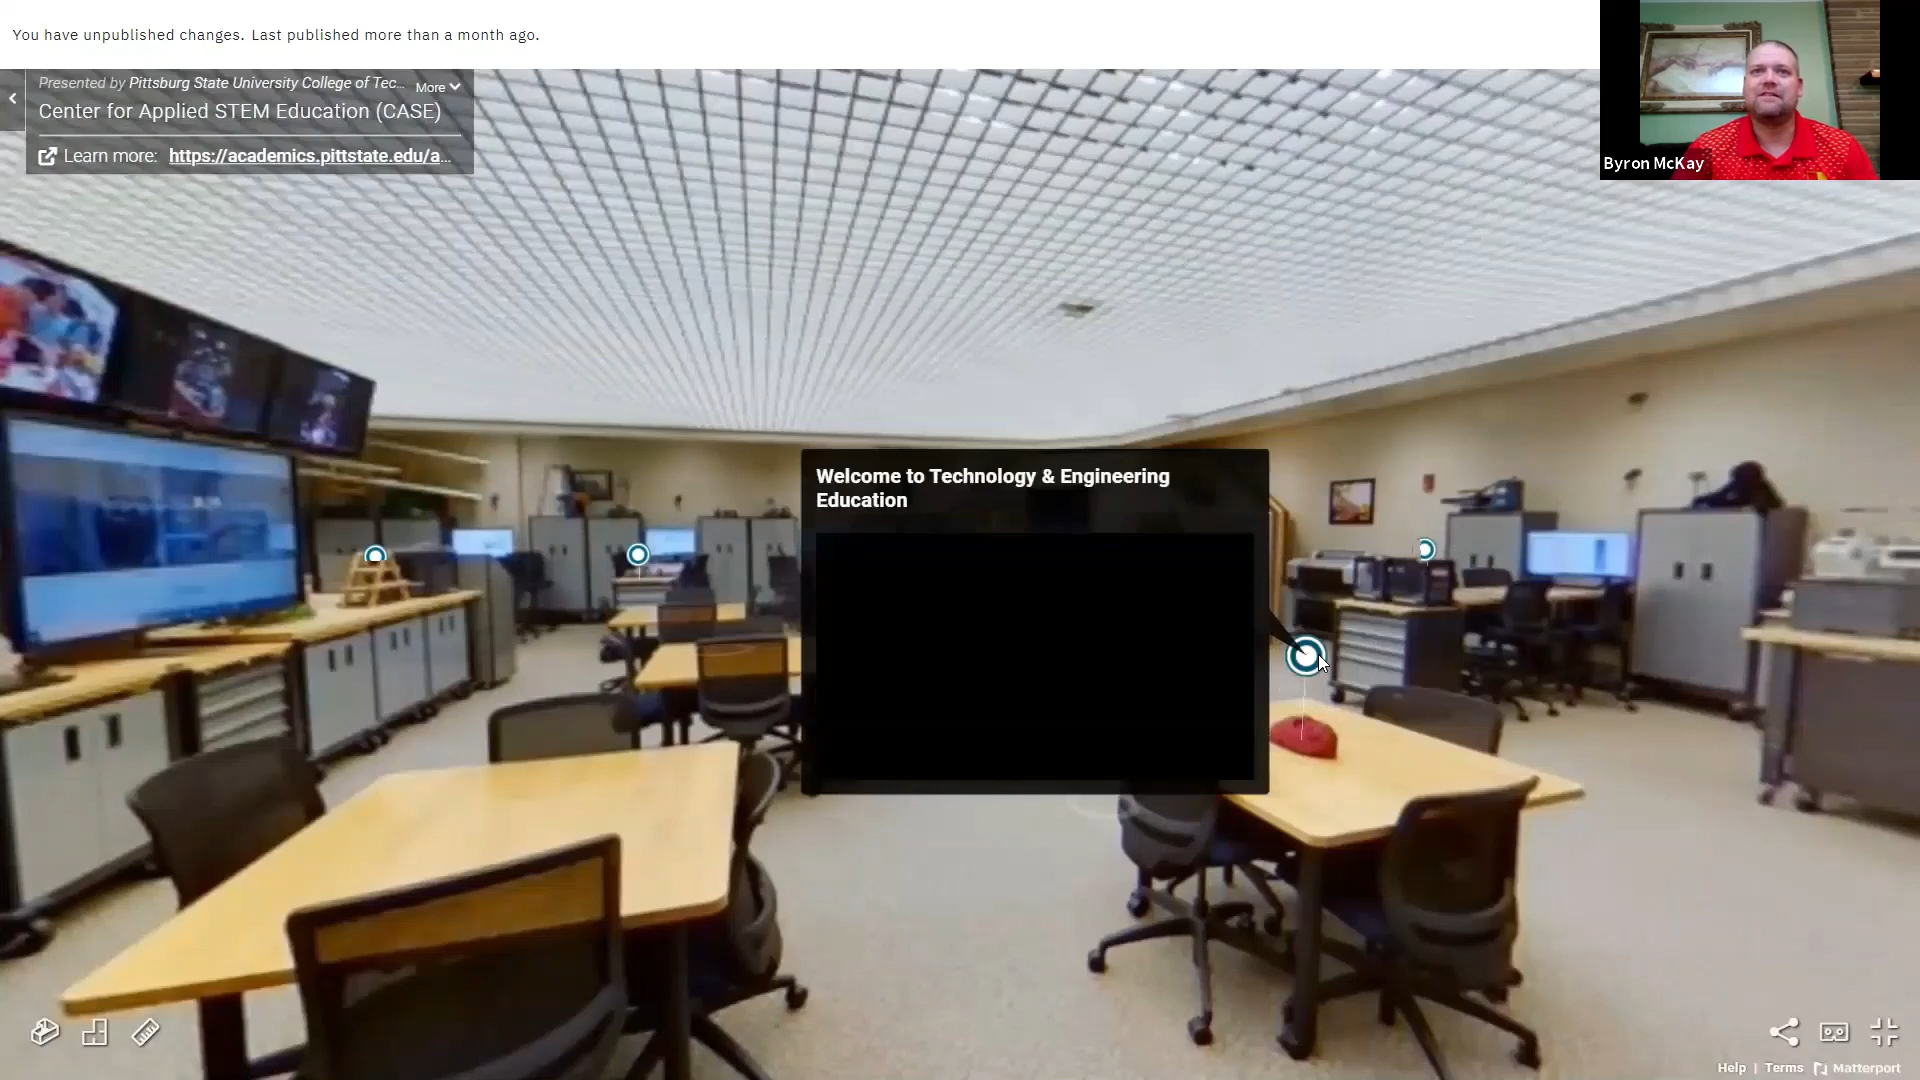 You have unpublished changes. Last published more than a month ago.
Presented by Pittsburg State University College of Tec... More
Center for Applied STEM Education (CASE)
Learn more: https://academics.pittstate.edu/a...
Byron McKay
Welcome to Technology & Engineering
Education
Help | Terms Matterport